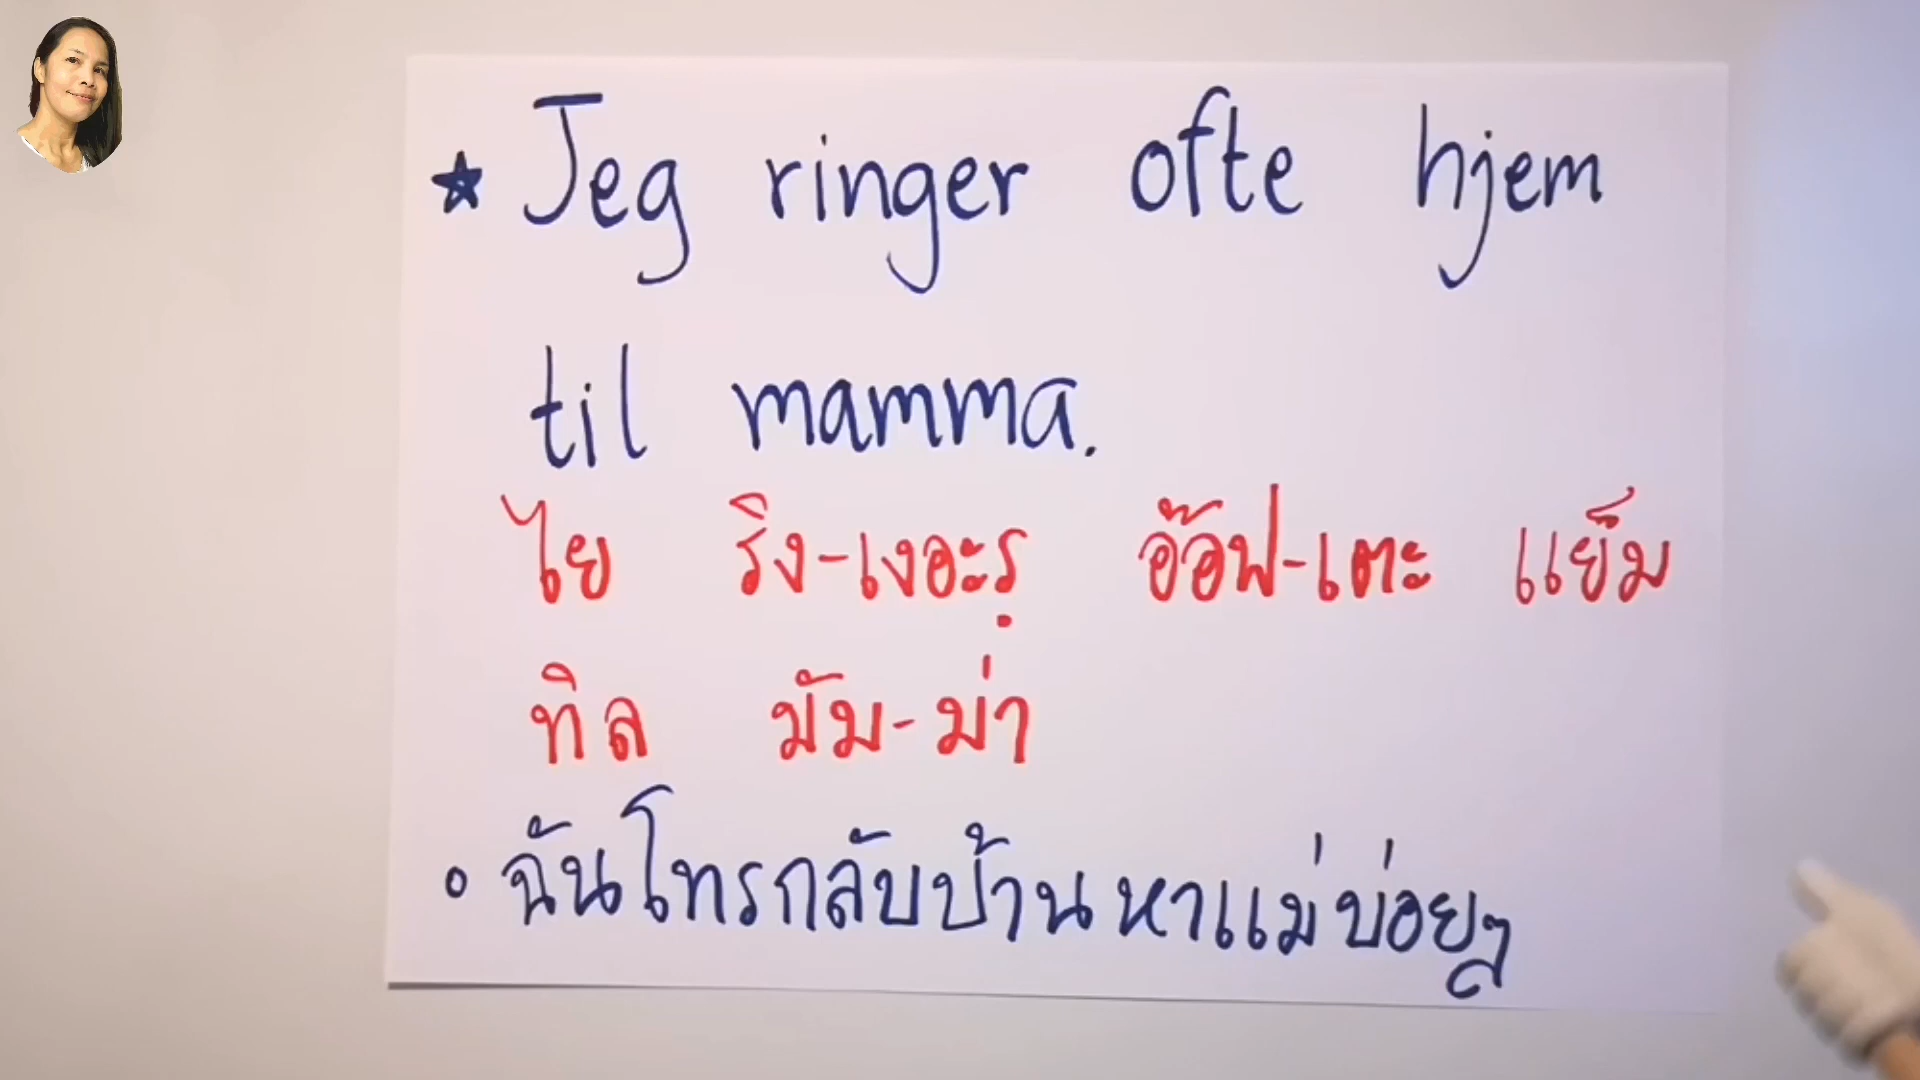 ★ Jeg ringer ofte hjem
til mamma.
ไย ริง-เงอะรฺ อ๊อฟ-เตะ แย็ม
ทิล มัม-ม่า
• ฉันโทรกลับบ้านหาแม่บ่อยๆ